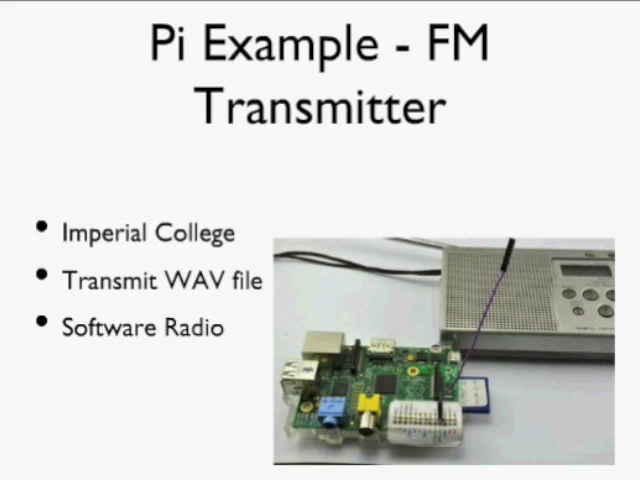 Pi Example - FM
Transmitter
• Imperial College
• Transmit WAV file
• Software Radio